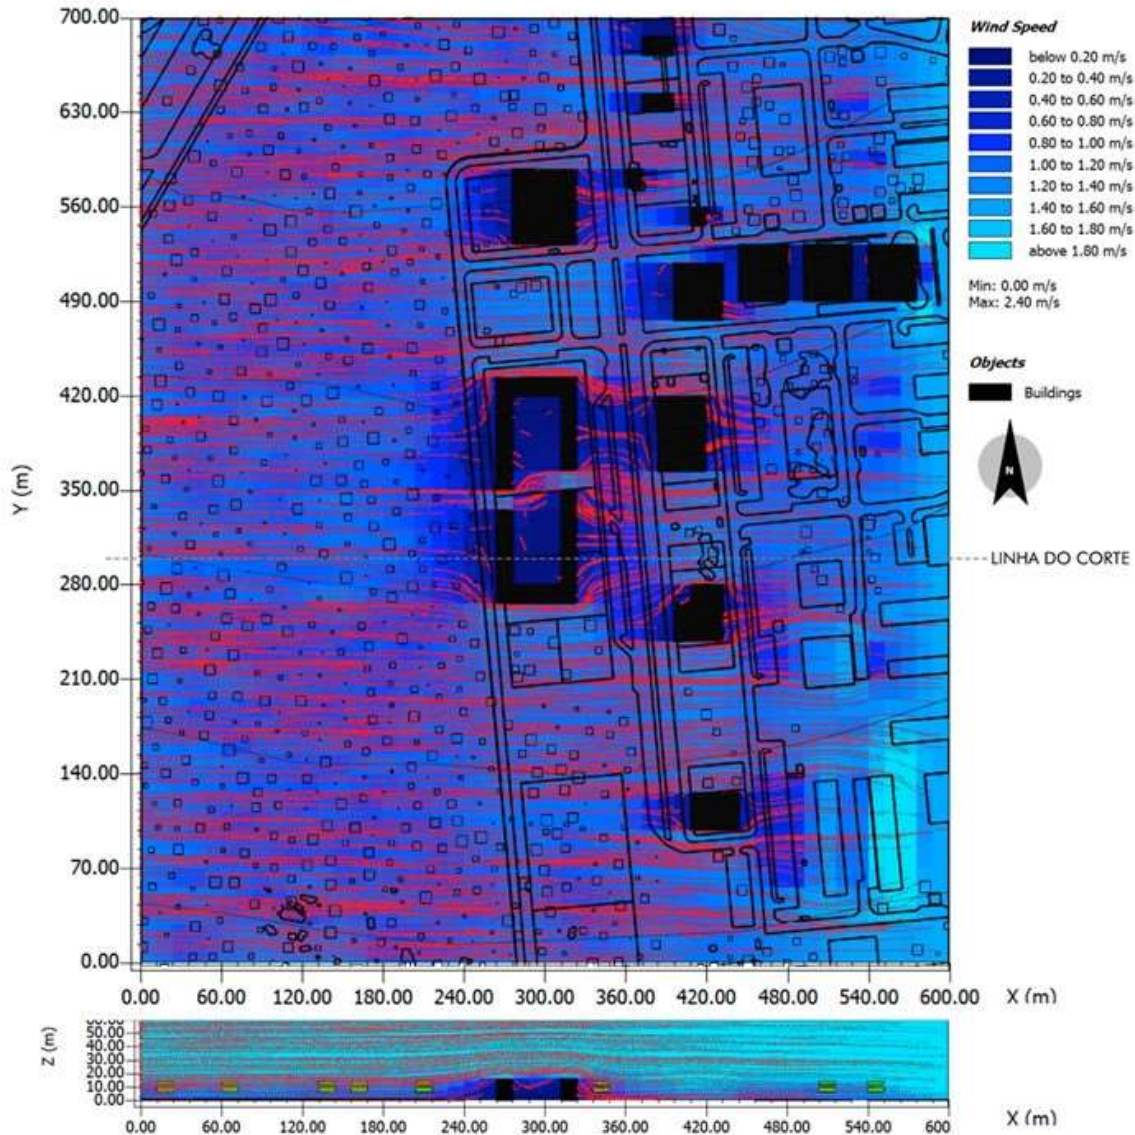 700.00
630.00
560.00
490.00
420.00
350.00
280.00
210.00
140.00
70.00
0.00
Y (m)
0.00 60.00 120.00 180.00 240.00 300.00 360.00 420.00 480.00 540.00 600.00 X (m)
Wind Speed
below 0.20 m/s
0.20 to 0.40 m/s
0.40 to 0.60 m/s
0.60 to 0.80 m/s
0.80 to 1.00 m/s
1.00 to 1.20 m/s
1.20 to 1.40 m/s
1.40 to 1.60 m/s
1.60 to 1.80 m/s
above 1.80 m/s
Min: 0.00 m/s
Max: 2.40 m/s
Objects
Buildings
N
LINHA DO CORTE
Z (m)
50.00
40.00
30.00
20.00
10.00
0.00
0.00 60.00 120.00 180.00 240.00 300.00 360.00 420.00 480.00 540.00 600 X (m)